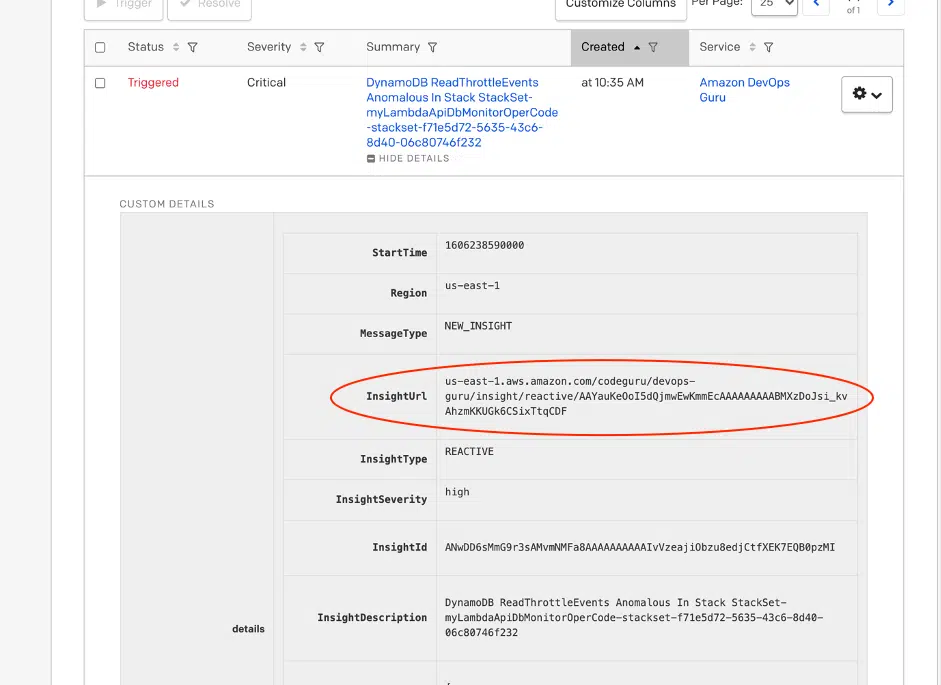 Trigger
Resolve
Customize Columns
Per Page:
25
of 1
Status
Severity
Summary
Created
Service
Triggered
Critical
DynamoDB ReadThrottleEvents
Anomalous In Stack StackSet-
myLambdaApiDbMonitorOperCode
-stackset-f71e5d72-5635-43c6-
8d40-06c80746f232
HIDE DETAILS
at 10:35 AM
Amazon DevOps
Guru
CUSTOM DETAILS
details
StartTime
1606238590000
Region
us-east-1
MessageType
NEW_INSIGHT
InsightUrl
us-east-1.aws.amazon.com/codeguru/devops-
guru/insight/reactive/AAYauKeOoI5dQjmwEwKmmEcAAAAAAAAABMXzDoJsi_kv
AhzmKKUGk6CSixTtqCDF
InsightType
REACTIVE
InsightSeverity
high
InsightId
ANwDD6sMmG9r3sAMvmNMFa8AAAAAAAAAAIvVzeajiObzu8edjCtfXEK7EQB0pzMI
InsightDescription
DynamoDB ReadThrottleEvents Anomalous In Stack StackSet-
myLambdaApiDbMonitorOperCode-stackset-f71e5d72-5635-43c6-8d40-
06c80746f232